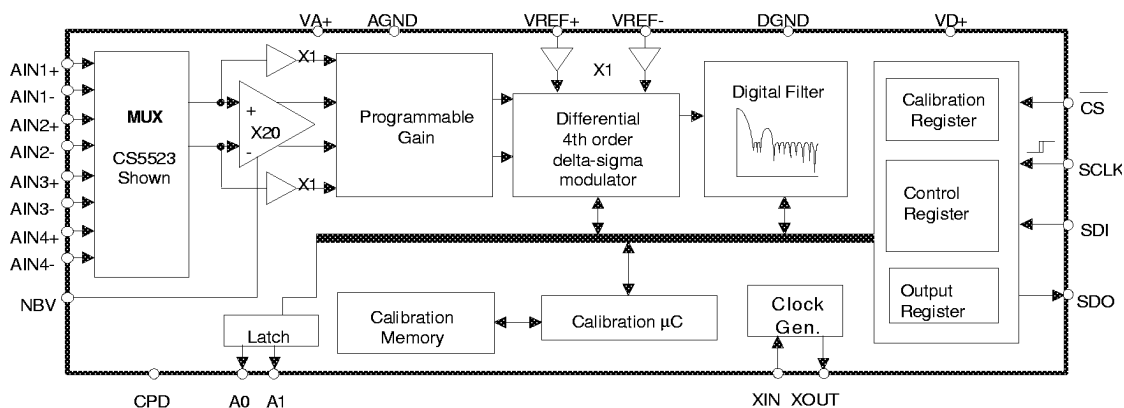 VA+ AGND VREF+ VREF- DGND VD+
AIN1+
AIN1-
AIN2+
AIN2-
AIN3+
AIN3-
AIN4+
AIN4-
NBV
MUX
CS5523
Shown
X1
+
X20
-
X1
Programmable
Gain
X1
Differential
4th order
delta-sigma
modulator
Digital Filter
Calibration
Register
Control
Register
Output
Register
CS
SCLK
SDI
SDO
Latch
Calibration
Memory
Calibration µC
Clock
Gen.
CPD A0 A1 XIN XOUT